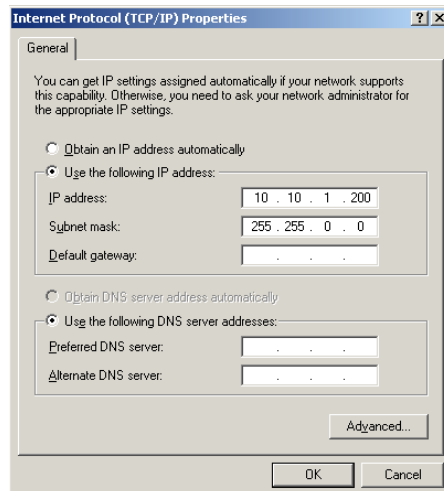 Internet Protocol (TCP/IP) Properties
General
You can get IP settings assigned automatically if your network supports
this capability. Otherwise, you need to ask your network administrator for
the appropriate IP settings.
Obtain an IP address automatically
Use the following IP address:
IP address: 10 . 10 . 1 . 200
Subnet mask: 255 . 255 . 0 . 0
Default gateway: . . .
Obtain DNS server address automatically
Use the following DNS server addresses:
Preferred DNS server: . . .
Alternate DNS server: . . .
Advanced...
OK Cancel